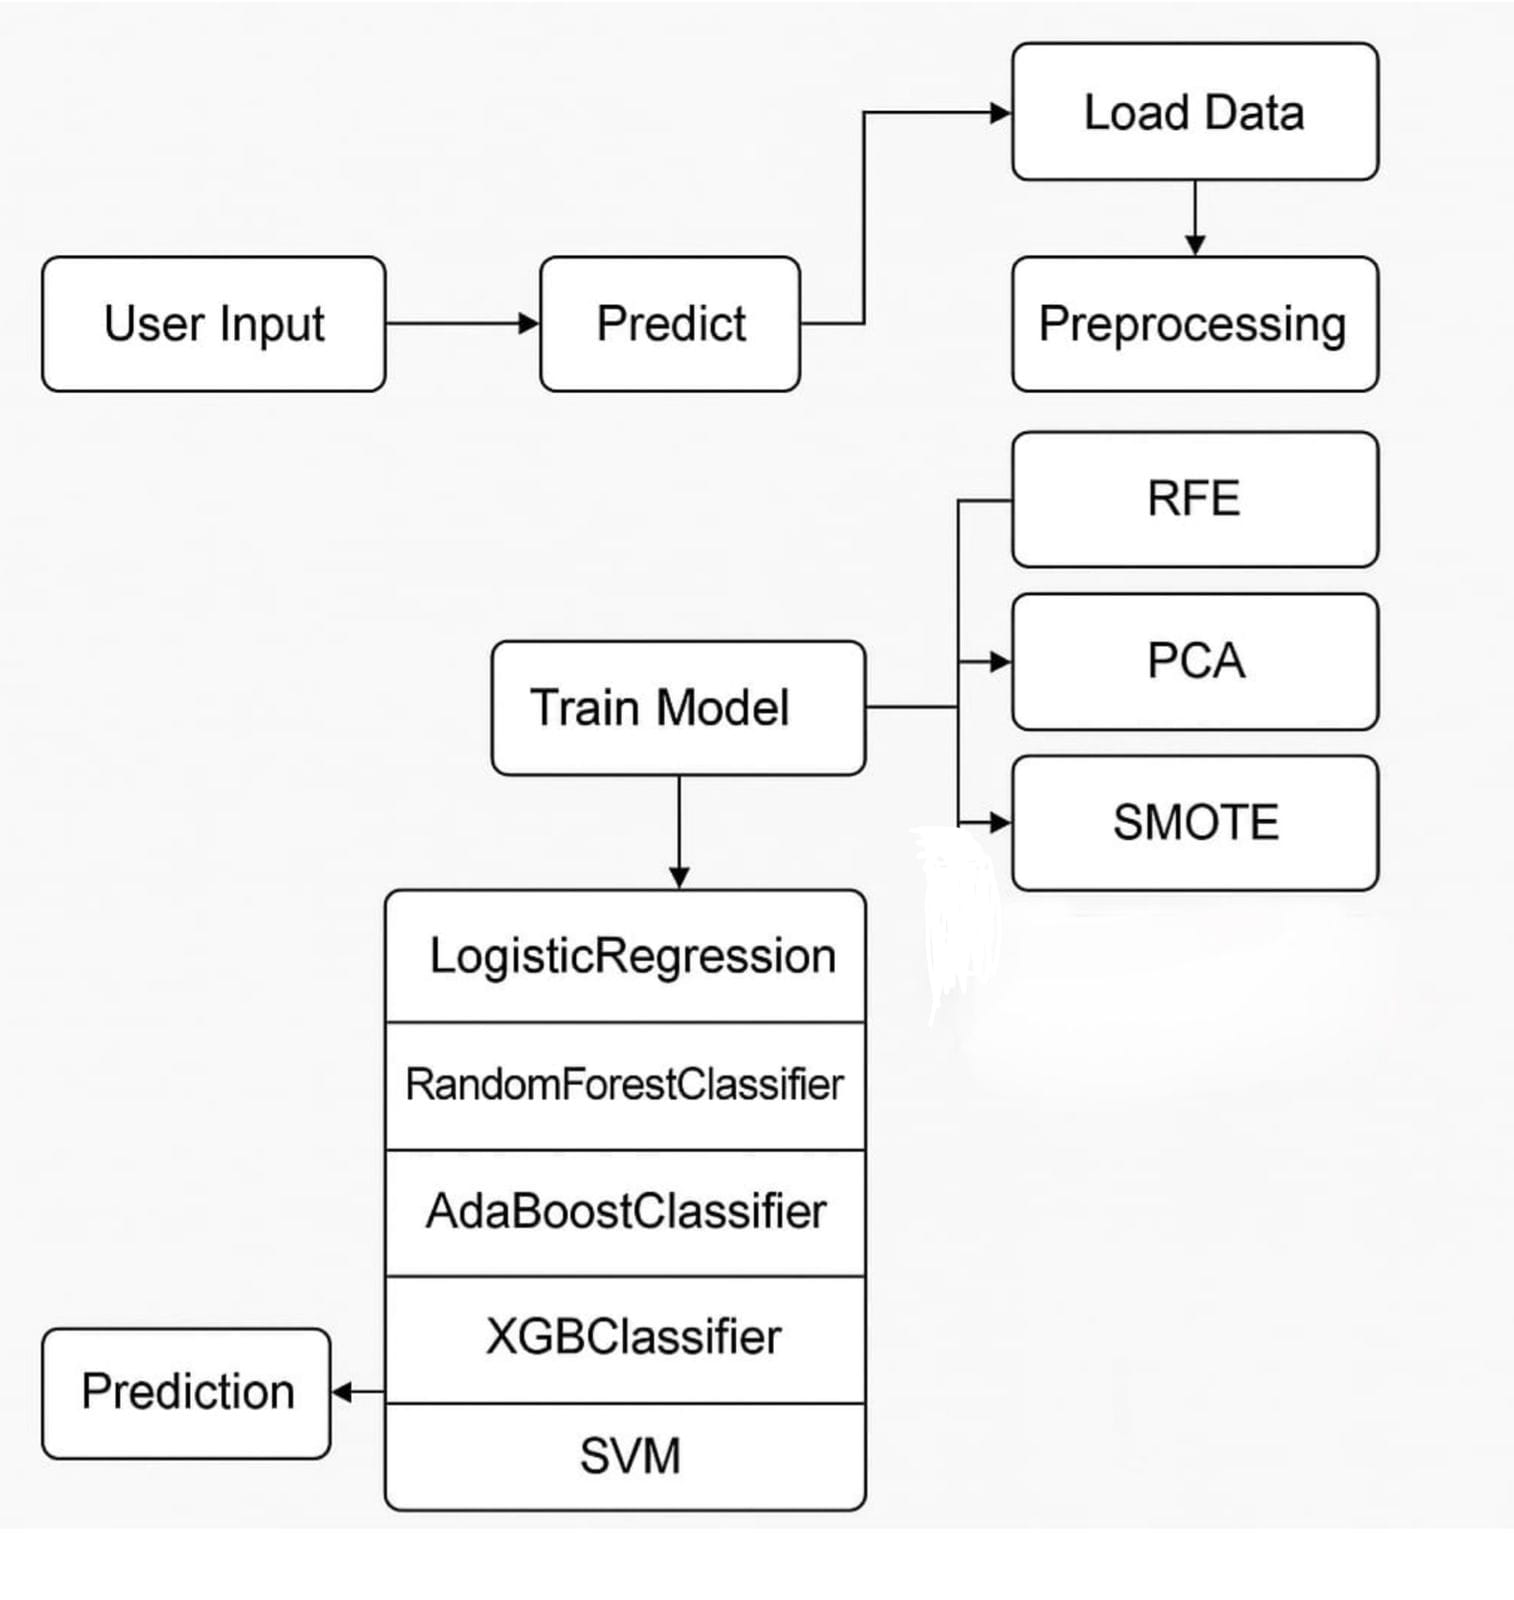 Load Data
User Input
Predict
Preprocessing
RFE
PCA
Train Model
SMOTE
LogisticRegression
RandomForestClassifier
AdaBoostClassifier
XGBClassifier
Prediction
SVM